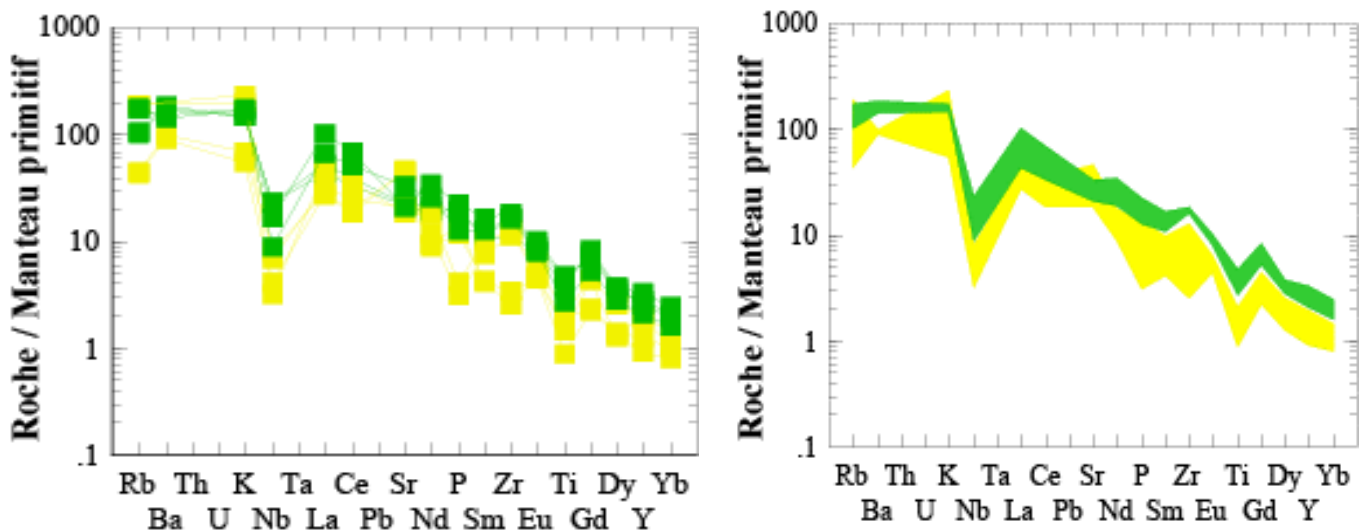 Roche / Manteau primitif
1000
100
10
1
.1
Rb Th K Ta Ce Sr P Zr Ti Dy Yb
Ba U Nb La Pb Nd Sm Eu Gd Y
Roche / Manteau primitif
1000
100
10
1
.1
Rb Th K Ta Ce Sr P Zr Ti Dy Yb
Ba U Nb La Pb Nd Sm Eu Gd Y